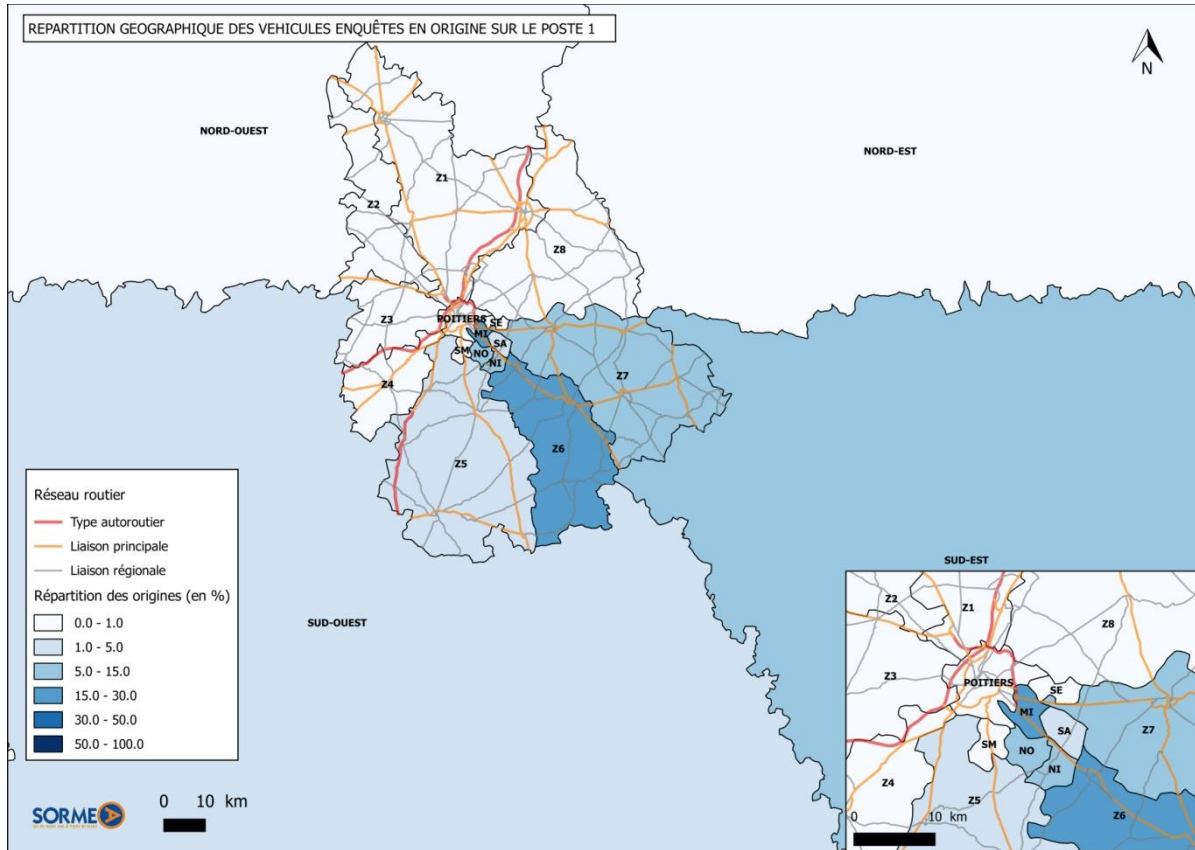 REPARTITION GEOGRAPHIQUE DES VEHICULES ENQUÊTES EN ORIGINE SUR LE POSTE 1
N
NORD-OUEST
NORD-EST
Z1
Z2
Z8
Z3
POITIERS
SE
MI
SA
SM
NO
NI
Z7
Z4
Z6
Z5
SUD-EST
SUD-OUEST
Réseau routier
Type autoroutier
Liaison principale
Liaison régionale
Répartition des origines (en %)
0.0 - 1.0
1.0 - 5.0
5.0 - 15.0
15.0 - 30.0
30.0 - 50.0
50.0 - 100.0
SORMEA
0 10 km
Z2
Z1
Z8
Z3
POITIERS
SE
MI
SA
Z7
SM
NO
NI
Z4
Z5
Z6
0 10 km